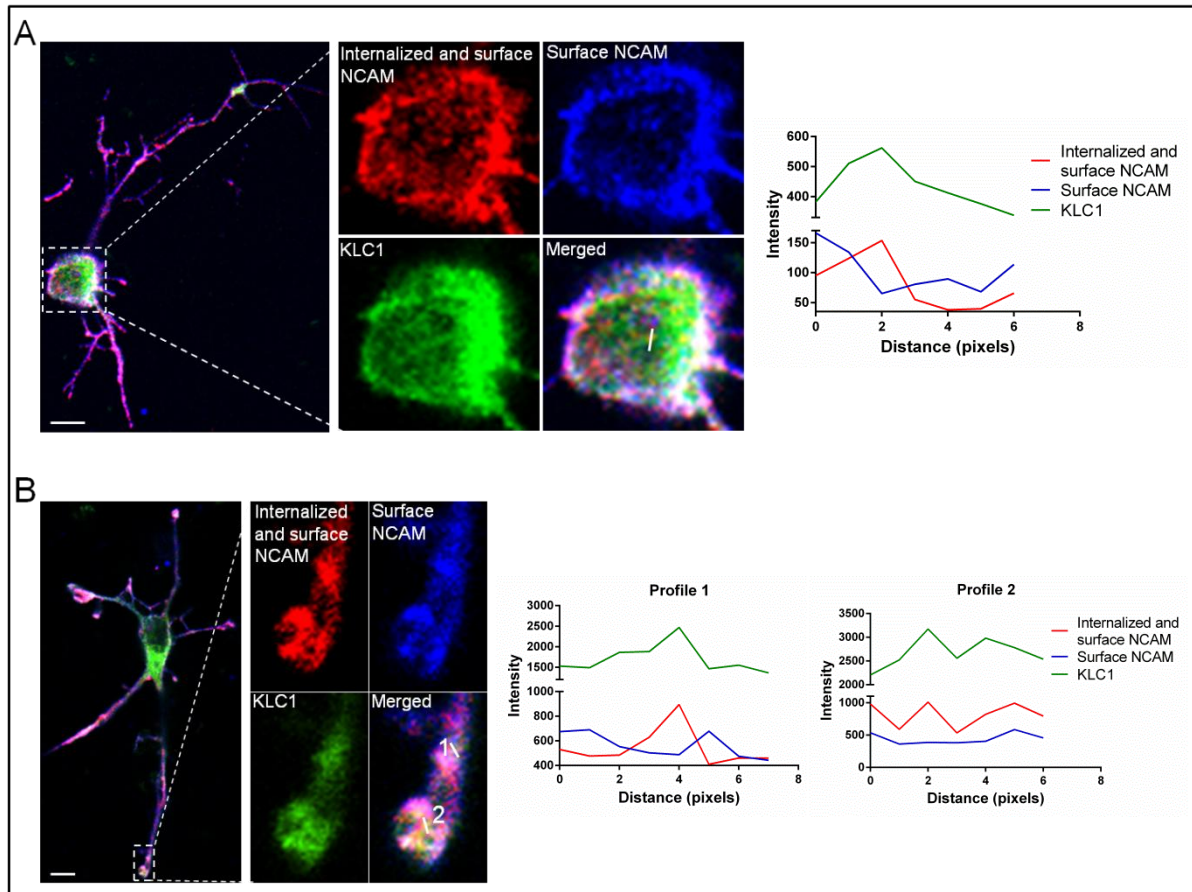 A
Internalized and surface
NCAM
Surface NCAM
KLC1
Merged
600
500
400
150
100
50
0
2
4
6
8
Intensity
Distance (pixels)
Internalized and
surface NCAM
Surface NCAM
KLC1
B
Internalized
and surface
NCAM
Surface
NCAM
KLC1
Merged
1
2
Profile 1
3000
2500
2000
1500
1000
800
600
400
0
2
4
6
8
Intensity
Distance (pixels)
Profile 2
3500
3000
2500
2000
1000
500
0
0
2
4
6
8
Intensity
Distance (pixels)
Internalized and
surface NCAM
Surface NCAM
KLC1